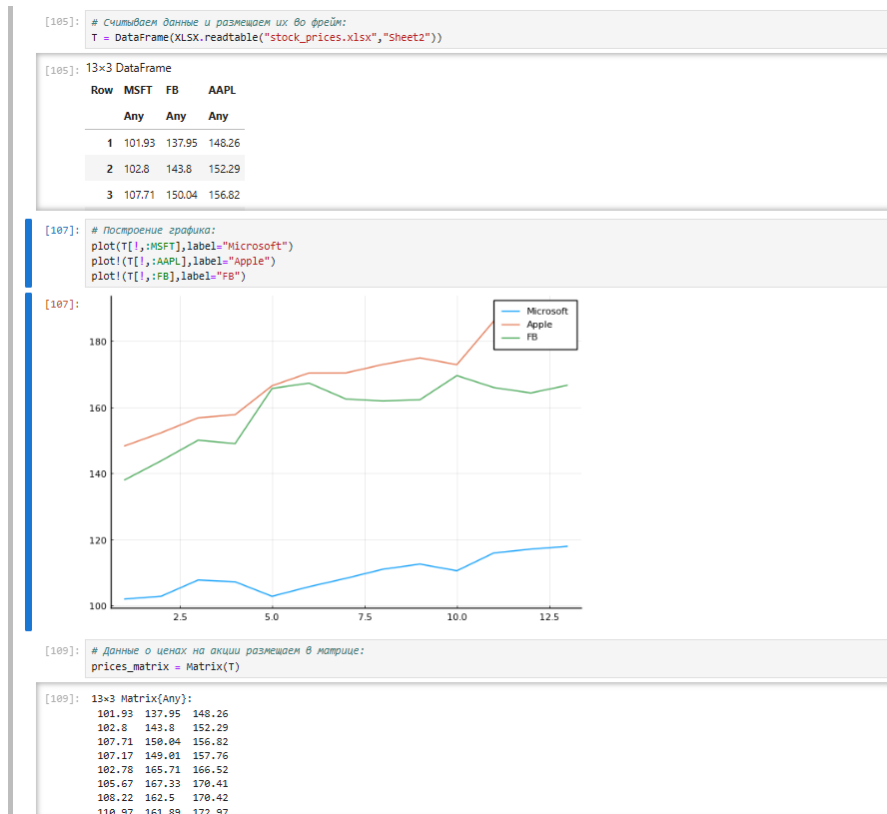 [105]: # Считываем данные и размещаем их во фрейм:
T = DataFrame(XLSX.readtable("stock_prices.xlsx","Sheet2"))
[105]: 13×3 DataFrame
Row MSFT FB AAPL
Any Any Any
1 101.93 137.95 148.26
2 102.8 143.8 152.29
3 107.71 150.04 156.82
[107]: # Построение графика:
plot(T[!,:MSFT],label="Microsoft")
plot!(T[!,:AAPL],label="Apple")
plot!(T[!,:FB],label="FB")
[107]:
Microsoft
Apple
FB
180
160
140
120
100
2.5 5.0 7.5 10.0 12.5
[109]: # Данные о ценах на акции размещаем в матрице:
prices_matrix = Matrix(T)
[109]: 13×3 Matrix{Any}:
101.93 137.95 148.26
102.8 143.8 152.29
107.71 150.04 156.82
107.17 149.01 157.76
102.78 165.71 166.52
105.67 167.33 170.41
108.22 162.5 170.42
110.97 161.89 172.97